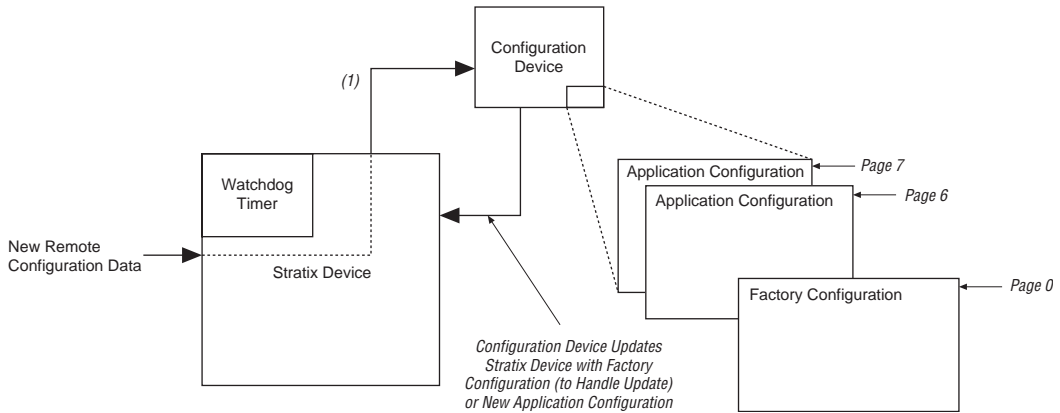 Configuration
Device
(1)
Watchdog
Timer
New Remote
Configuration Data
Stratix Device
Application Configuration
Page 7
Application Configuration
Page 6
Factory Configuration
Page 0
Configuration Device Updates
Stratix Device with Factory
Configuration (to Handle Update)
or New Application Configuration